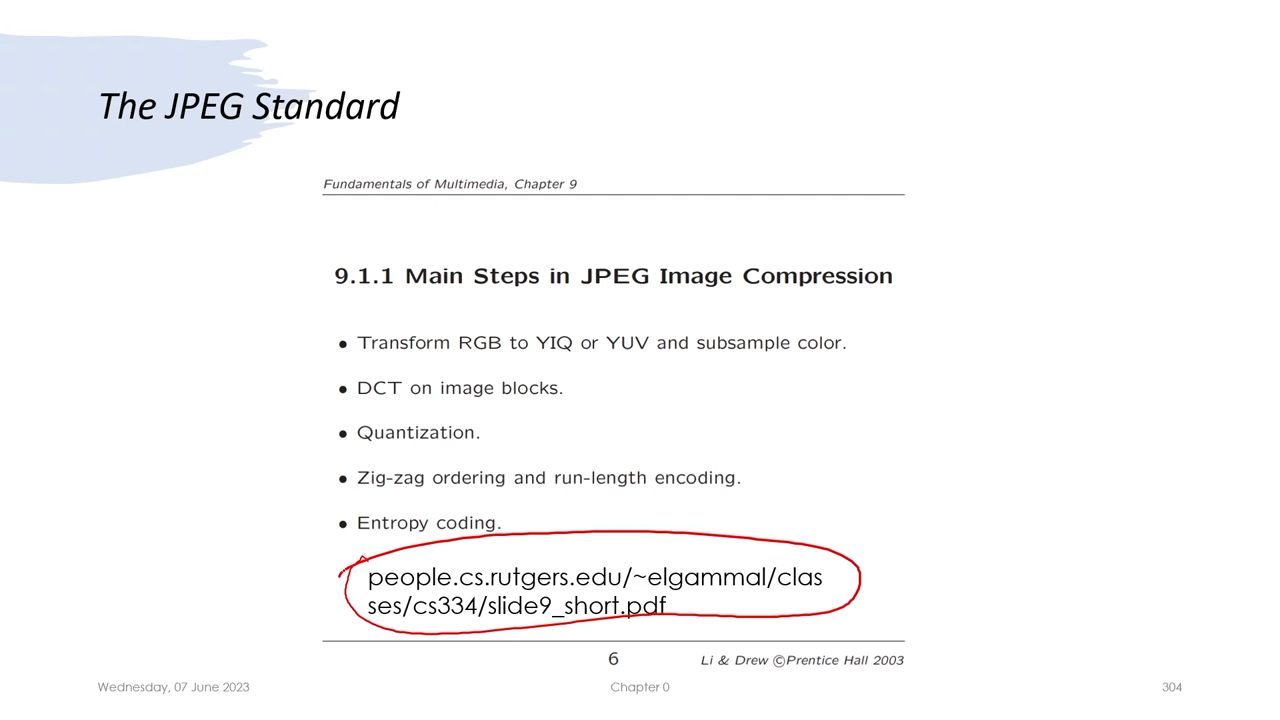 The JPEG Standard
Fundamentals of Multimedia, Chapter 9
9.1.1 Main Steps in JPEG Image Compression
• Transform RGB to YIQ or YUV and subsample color.
• DCT on image blocks.
• Quantization.
• Zig-zag ordering and run-length encoding.
• Entropy coding.
people.cs.rutgers.edu/~elgammal/clas
ses/cs334/slide9_short.pdf
6 Li & Drew ©Prentice Hall 2003
Wednesday, 07 June 2023 Chapter 0 304